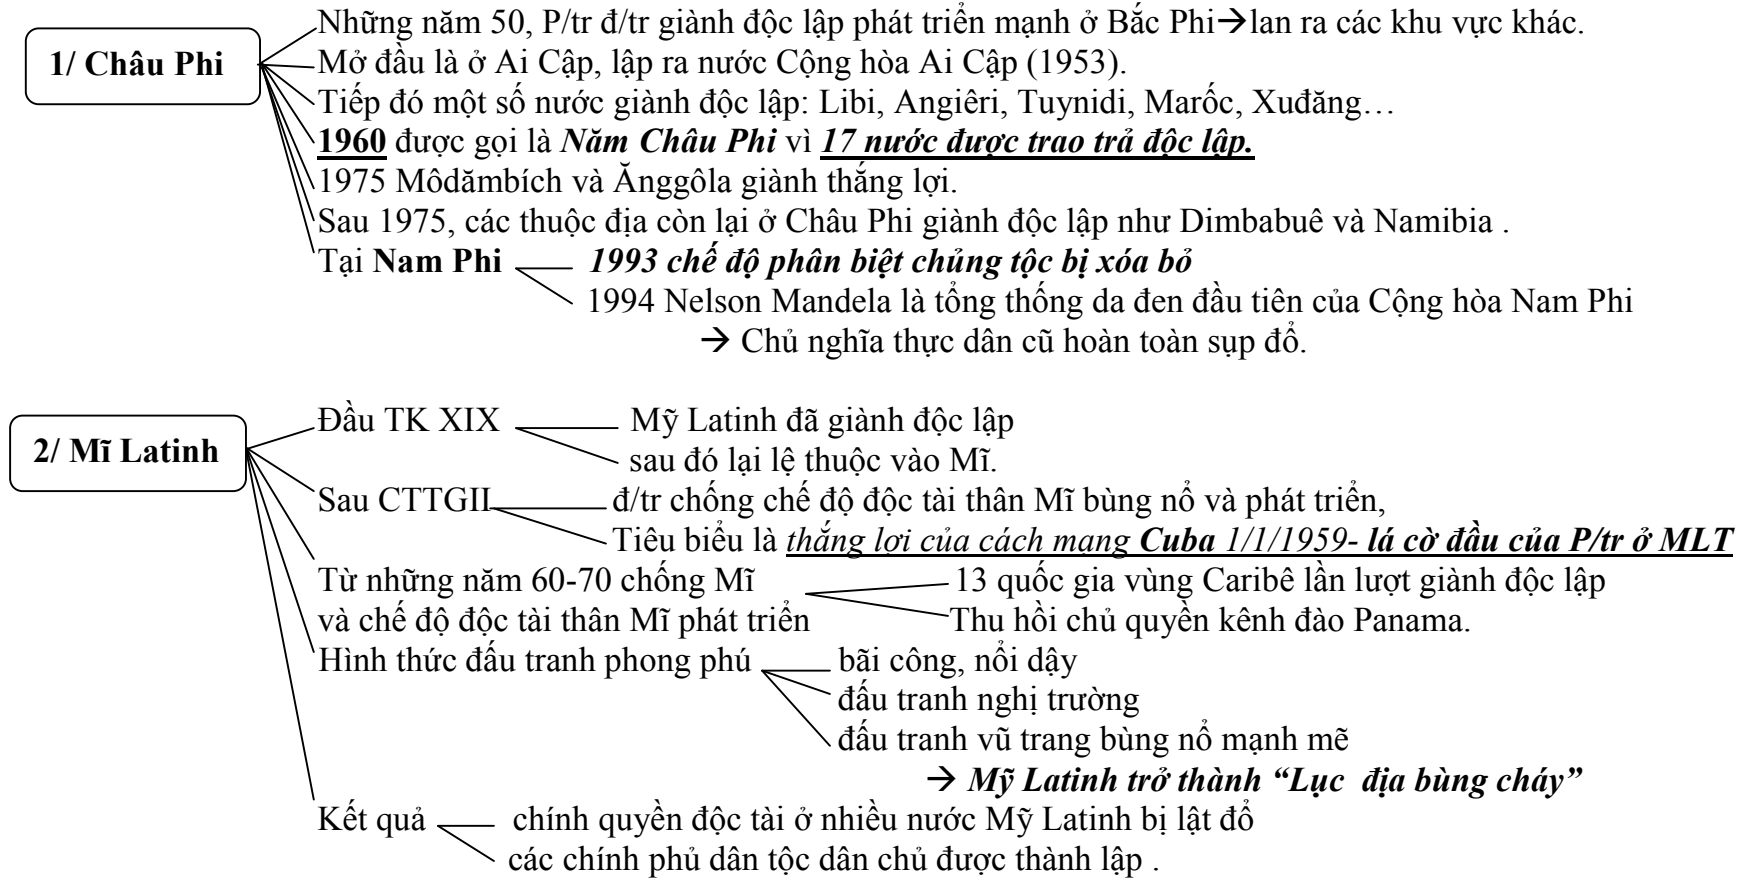 1/ Châu Phi
Những năm 50, P/tr đ/tr giành độc lập phát triển mạnh ở Bắc Phi→lan ra các khu vực khác.
Mở đầu là ở Ai Cập, lập ra nước Cộng hòa Ai Cập (1953).
Tiếp đó một số nước giành độc lập: Libi, Angiêri, Tuynidi, Marốc, Xuđăng…
1960 được gọi là Năm Châu Phi vì 17 nước được trao trả độc lập.
1975 Môdămbích và Ănggôla giành thắng lợi.
Sau 1975, các thuộc địa còn lại ở Châu Phi giành độc lập như Dimbabuê và Namibia .
Tại Nam Phi 1993 chế độ phân biệt chủng tộc bị xóa bỏ
1994 Nelson Mandela là tổng thống da đen đầu tiên của Cộng hòa Nam Phi
→ Chủ nghĩa thực dân cũ hoàn toàn sụp đổ.
2/ Mĩ Latinh
Đầu TK XIX Mỹ Latinh đã giành độc lập
sau đó lại lệ thuộc vào Mĩ.
Sau CTTGII đ/tr chống chế độ độc tài thân Mĩ bùng nổ và phát triển,
Tiêu biểu là thắng lợi của cách mạng Cuba 1/1/1959- lá cờ đầu của P/tr ở MLT
Từ những năm 60-70 chống Mĩ 13 quốc gia vùng Caribê lần lượt giành độc lập
và chế độ độc tài thân Mĩ phát triển Thu hồi chủ quyền kênh đào Panama.
Hình thức đấu tranh phong phú bãi công, nổi dậy
đấu tranh nghị trường
đấu tranh vũ trang bùng nổ mạnh mẽ
→ Mỹ Latinh trở thành “Lục địa bùng cháy”
Kết quả chính quyền độc tài ở nhiều nước Mỹ Latinh bị lật đổ
các chính phủ dân tộc dân chủ được thành lập .